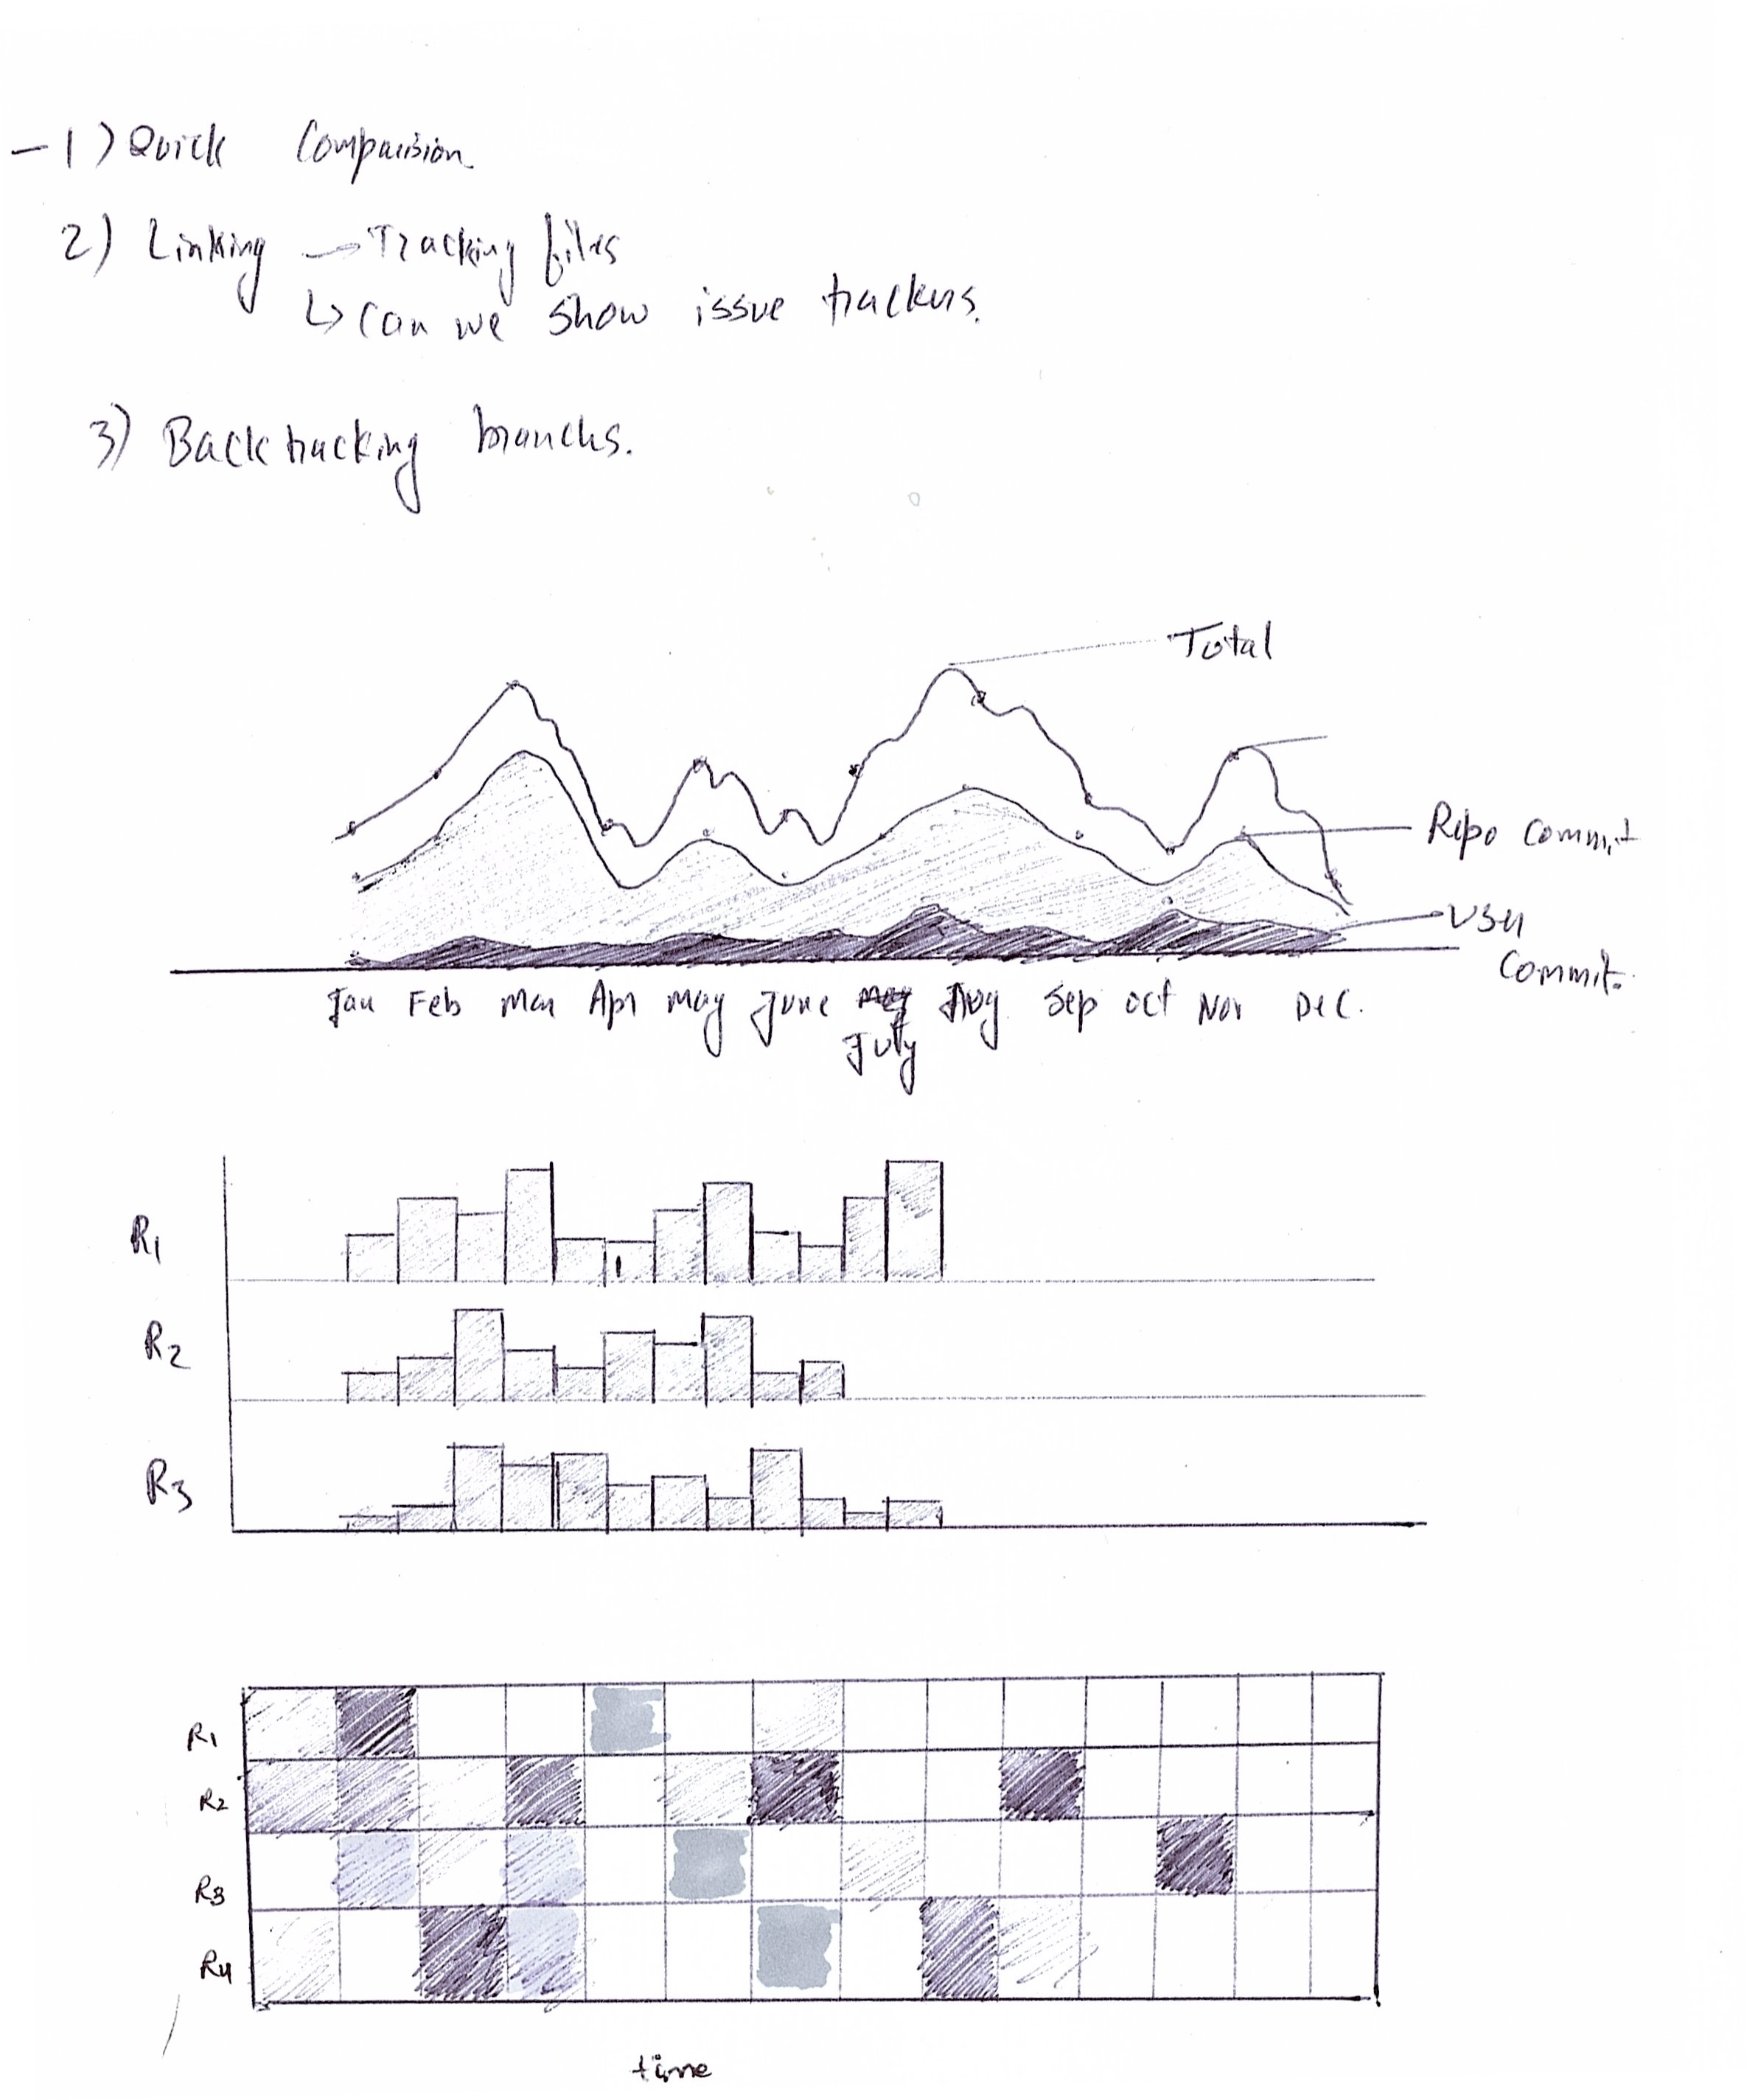 -1) Quick Comparision
2) Linking → Tracking files
↳ Can we show issue trackers.
3) Backtracking branchs.
Total
Repo Commit
User
Commit.
Jan Feb Mar Apr May June Aug Sep oct Nov Dec.
July
R1
R2
R3
R1
R2
R3
R4
time